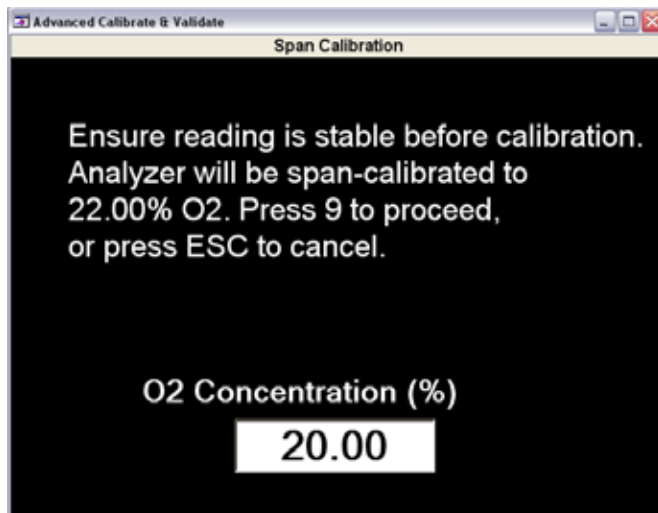 Advanced Calibrate & Validate
Span Calibration
Ensure reading is stable before calibration.
Analyzer will be span-calibrated to
22.00% O2. Press 9 to proceed,
or press ESC to cancel.
O2 Concentration (%)
20.00